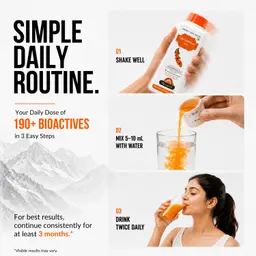 SIMPLE
DAILY
ROUTINE.
Your Daily Dose of
190+ BIOACTIVES
in 3 Easy Steps
For best results,
continue consistently for
at least 3 months.*
*Visible results may vary.
01
SHAKE WELL
02
MIX 5–10 mL
WITH WATER
03
DRINK
TWICE DAILY